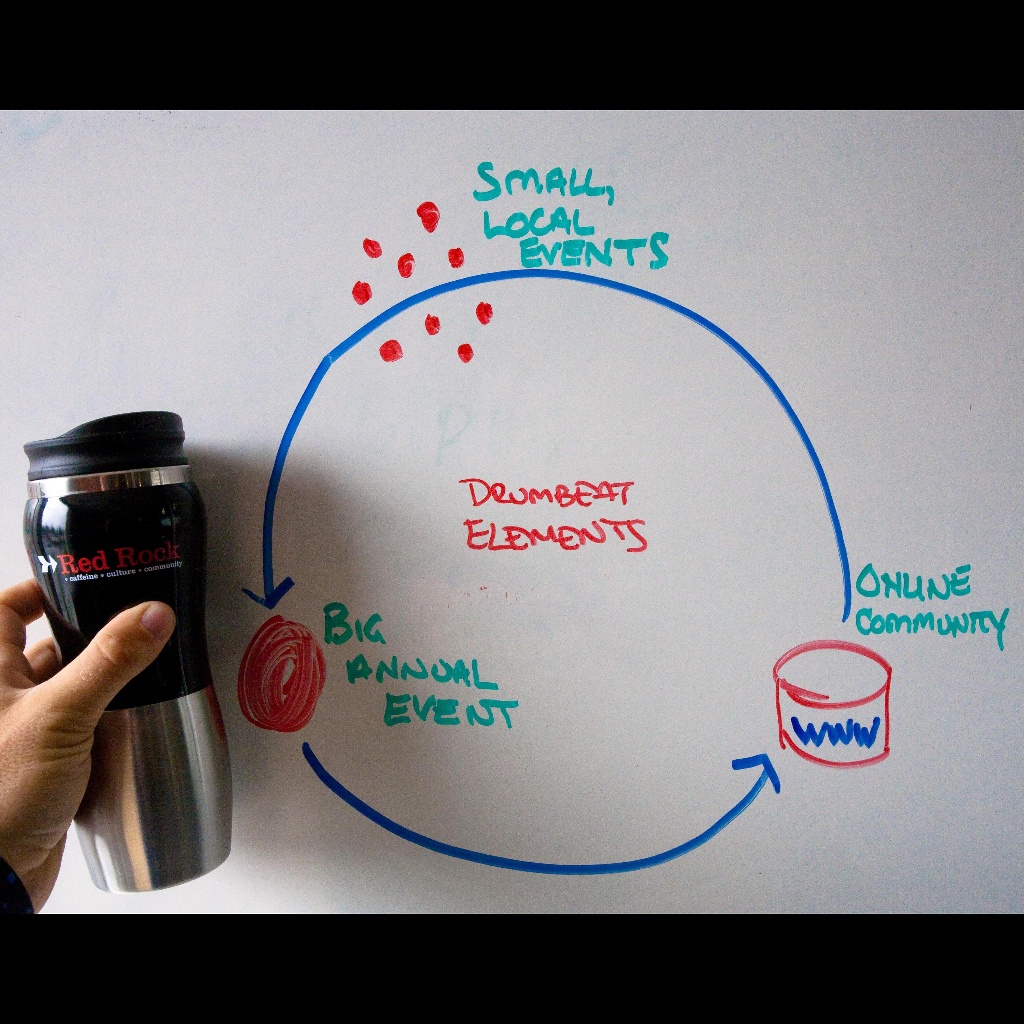 SMALL,
LOCAL
EVENTS
DRUMBEAT
ELEMENTS
Red Rock
• caffeine • culture • community
ONLINE
COMMUNITY
BIG
ANNUAL
EVENT
WWW